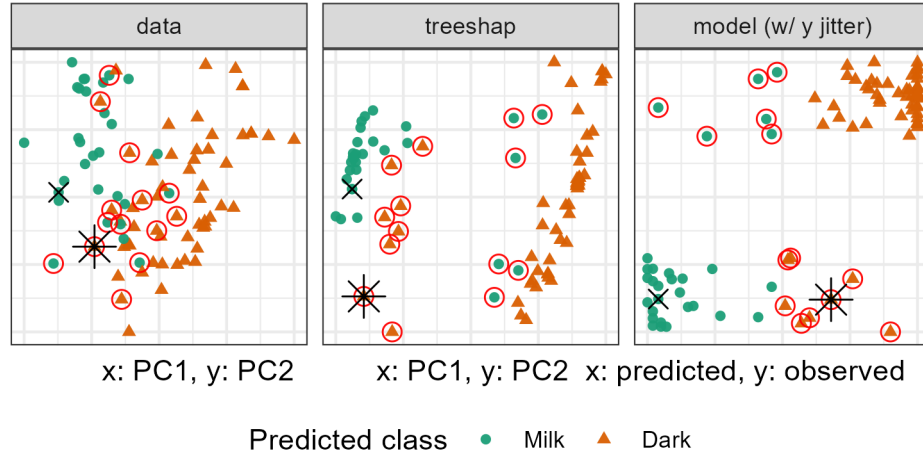 data
treeshap
model (w/ y jitter)
x: PC1, y: PC2
x: PC1, y: PC2
x: predicted, y: observed
Predicted class Milk Dark